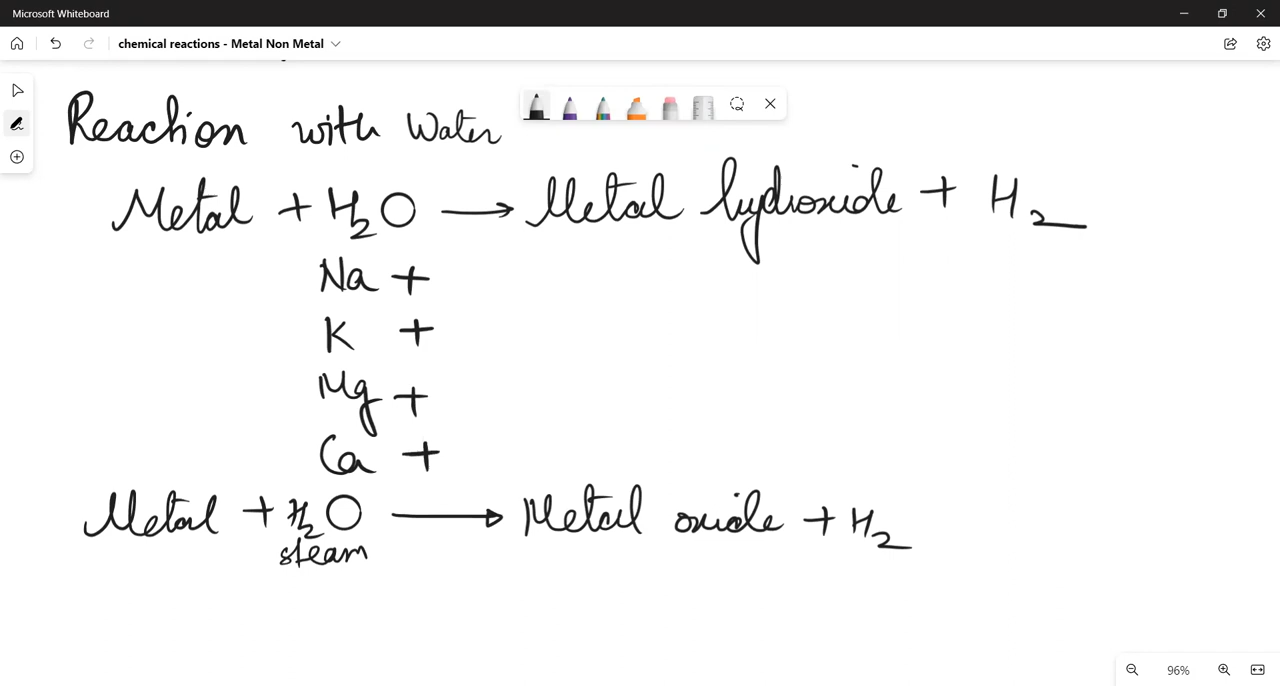 Microsoft Whiteboard
chemical reactions - Metal Non Metal
Reaction with Water
Metal + H₂O → Metal hydroxide + H₂
Na +
K +
Mg +
Ca +
Metal + H₂O → Metal oxide + H₂
steam
96%